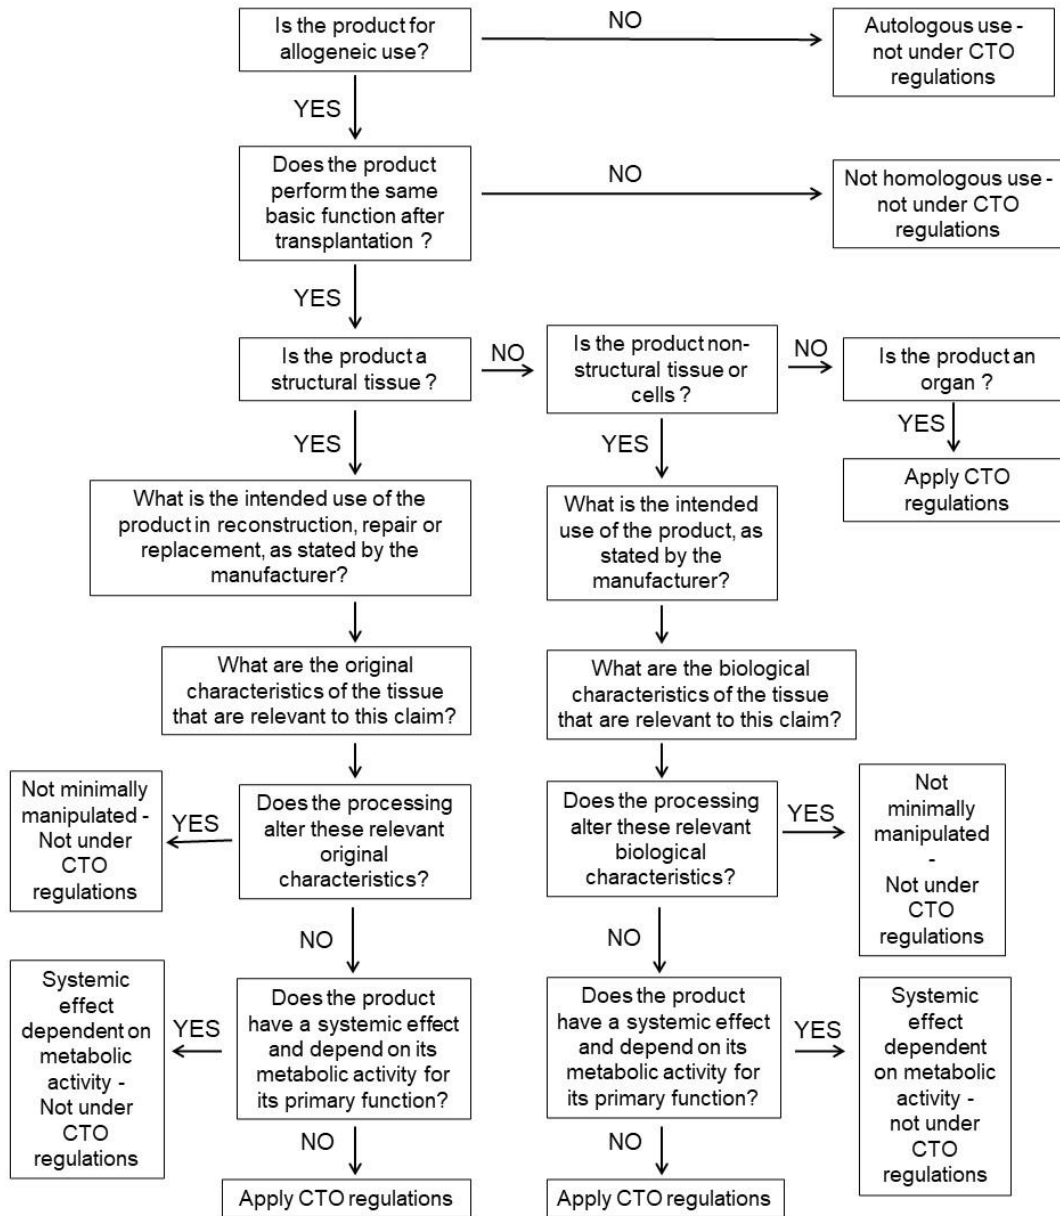 Is the product for
allogeneic use?
NO
Autologous use -
not under CTO
regulations
YES
Does the product
perform the same
basic function after
transplantation ?
NO
Not homologous use -
not under CTO
regulations
YES
Is the product a
structural tissue ?
NO
Is the product non-
structural tissue or
cells ?
NO
Is the product an
organ ?
YES
YES
YES
Apply CTO
regulations
What is the intended use of the
product in reconstruction, repair or
replacement, as stated by the
manufacturer?
What is the intended
use of the product, as
stated by the
manufacturer?
What are the original
characteristics of the tissue
that are relevant to this claim?
What are the biological
characteristics of the tissue
that are relevant to this claim?
Not minimally
manipulated -
Not under
CTO
regulations
YES
Does the processing
alter these relevant
original
characteristics?
Does the processing
alter these relevant
biological
characteristics?
YES
Not
minimally
manipulated
-
Not under
CTO
regulations
NO
NO
Systemic
effect
dependent on
metabolic
activity -
Not under
CTO
regulations
YES
Does the product
have a systemic effect
and depend on its
metabolic activity for
its primary function?
Does the product
have a systemic effect
and depend on its
metabolic activity for
its primary function?
YES
Systemic
effect
dependent
on metabolic
activity -
not under
CTO
regulations
NO
NO
Apply CTO regulations
Apply CTO regulations